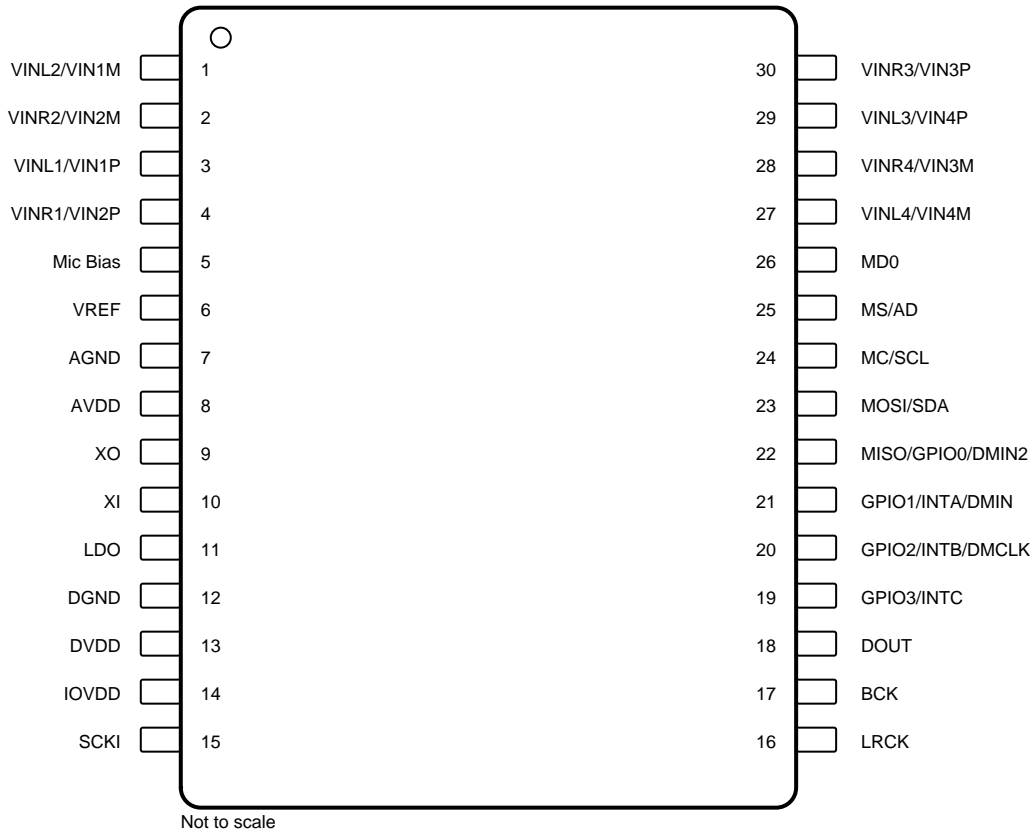 VINL2/VIN1M 1 30 VINR3/VIN3P
VINR2/VIN2M 2 29 VINL3/VIN4P
VINL1/VIN1P 3 28 VINR4/VIN3M
VINR1/VIN2P 4 27 VINL4/VIN4M
Mic Bias 5 26 MD0
VREF 6 25 MS/AD
AGND 7 24 MC/SCL
AVDD 8 23 MOSI/SDA
XO 9 22 MISO/GPIO0/DMIN2
XI 10 21 GPIO1/INTA/DMIN
LDO 11 20 GPIO2/INTB/DMCLK
DGND 12 19 GPIO3/INTC
DVDD 13 18 DOUT
IOVDD 14 17 BCK
SCKI 15 16 LRCK
Not to scale